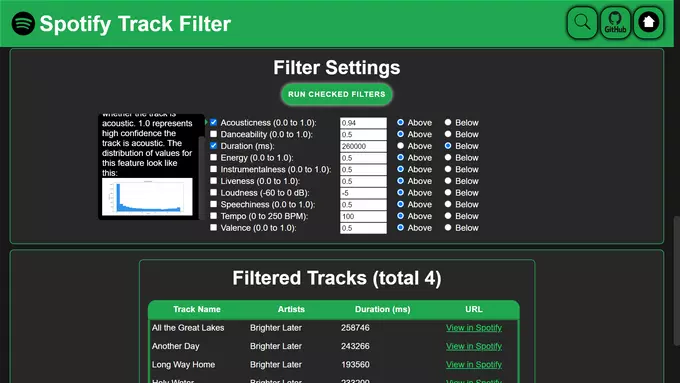 Spotify Track Filter
GitHub
Filter Settings
RUN CHECKED FILTERS
whether the track is
acoustic. 1.0 represents
high confidence the
track is acoustic. The
distribution of values for
this feature look like
this:
Acousticness (0.0 to 1.0): 0.94 Above Below
Danceability (0.0 to 1.0): 0.5 Above Below
Duration (ms): 260000 Above Below
Energy (0.0 to 1.0): 0.5 Above Below
Instrumentalness (0.0 to 1.0): 0.5 Above Below
Liveness (0.0 to 1.0): 0.5 Above Below
Loudness (-60 to 0 dB): -5 Above Below
Speechiness (0.0 to 1.0): 0.5 Above Below
Tempo (0 to 250 BPM): 100 Above Below
Valence (0.0 to 1.0): 0.5 Above Below
Filtered Tracks (total 4)
Track Name Artists Duration (ms) URL
All the Great Lakes Brighter Later 258746 View in Spotify
Another Day Brighter Later 243266 View in Spotify
Long Way Home Brighter Later 193560 View in Spotify
Holy Water Brighter Later 233200 View in Spotify